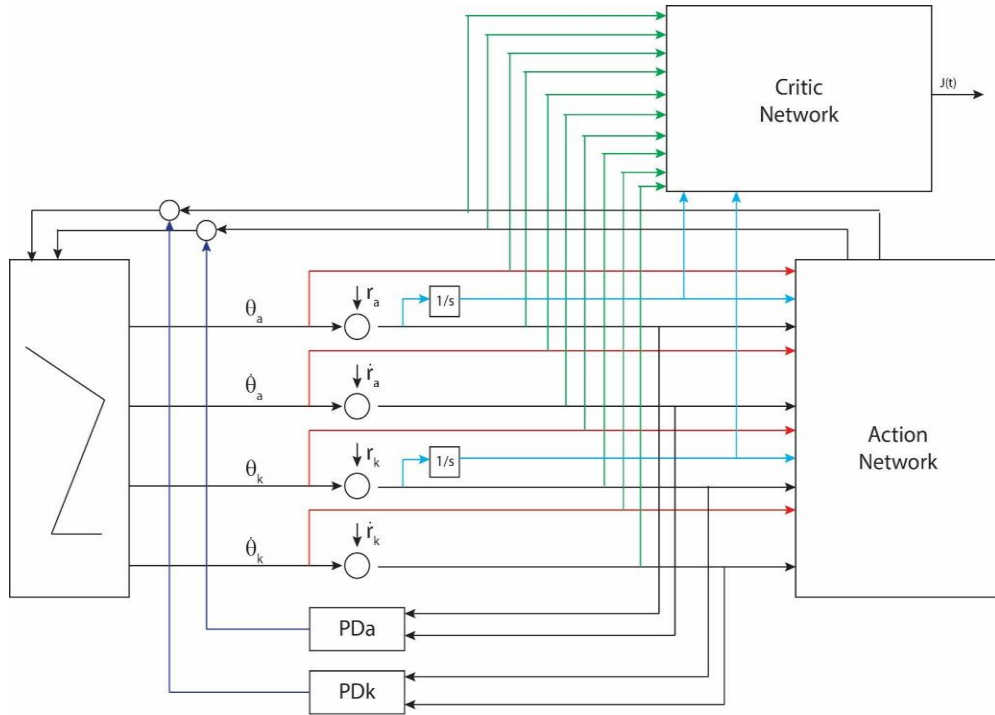 Critic
Network
J(t)
θa
ra
1/s
θ̇a
ṙa
θk
rk
1/s
θ̇k
ṙk
Action
Network
PDa
PDk